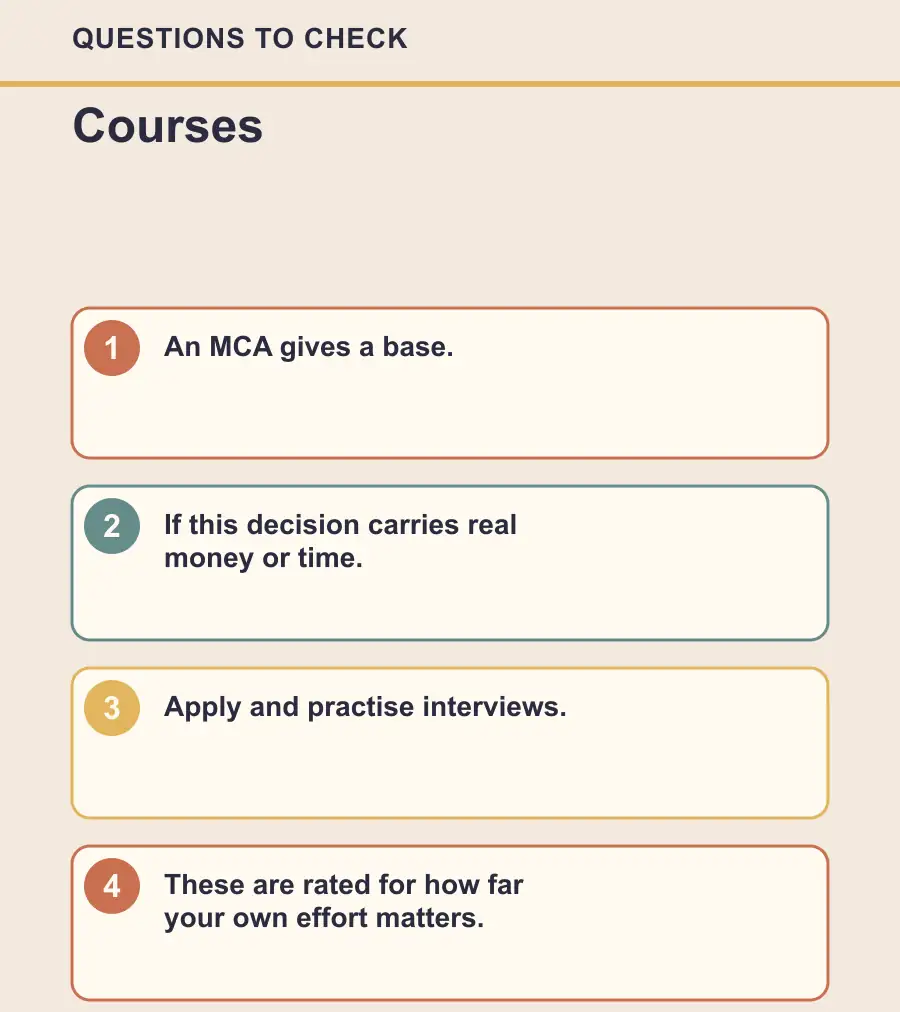 QUESTIONS TO CHECK
Courses
1
An MCA gives a base.
2
If this decision carries real
money or time.
3
Apply and practise interviews.
4
These are rated for how far
your own effort matters.